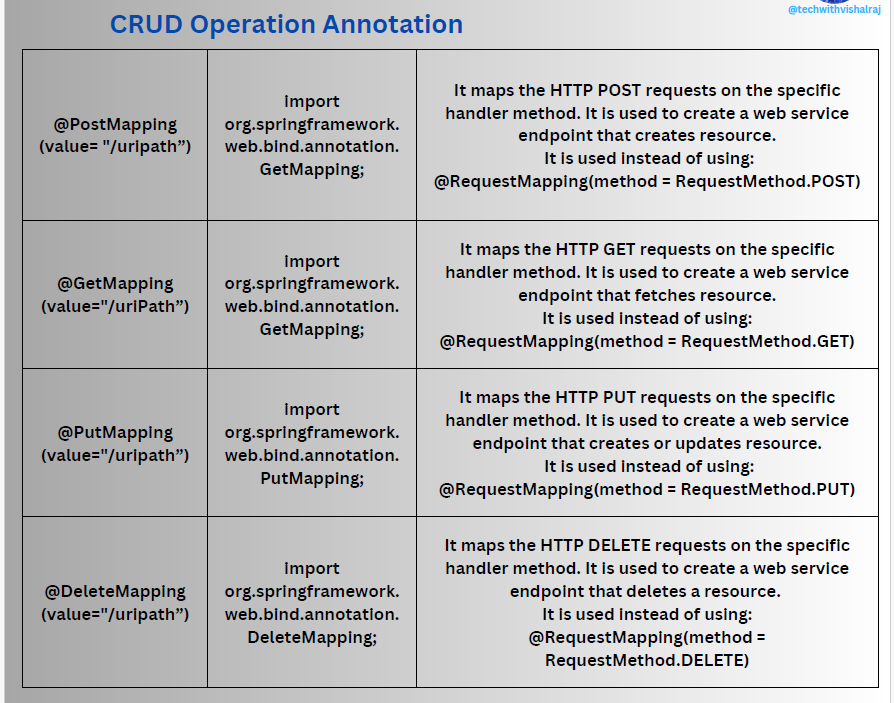 @techwithvishalraj
CRUD Operation Annotation
@PostMapping
(value= "/uripath”)
import
org.springframework.
web.bind.annotation.
GetMapping;
It maps the HTTP POST requests on the specific
handler method. It is used to create a web service
endpoint that creates resource.
It is used instead of using:
@RequestMapping(method = RequestMethod.POST)
@GetMapping
(value="/uriPath”)
import
org.springframework.
web.bind.annotation.
GetMapping;
It maps the HTTP GET requests on the specific
handler method. It is used to create a web service
endpoint that fetches resource.
It is used instead of using:
@RequestMapping(method = RequestMethod.GET)
@PutMapping
(value="/uripath”)
import
org.springframework.
web.bind.annotation.
PutMapping;
It maps the HTTP PUT requests on the specific
handler method. It is used to create a web service
endpoint that creates or updates resource.
It is used instead of using:
@RequestMapping(method = RequestMethod.PUT)
@DeleteMapping
(value="/uripath”)
import
org.springframework.
web.bind.annotation.
DeleteMapping;
It maps the HTTP DELETE requests on the specific
handler method. It is used to create a web service
endpoint that deletes a resource.
It is used instead of using:
@RequestMapping(method =
RequestMethod.DELETE)